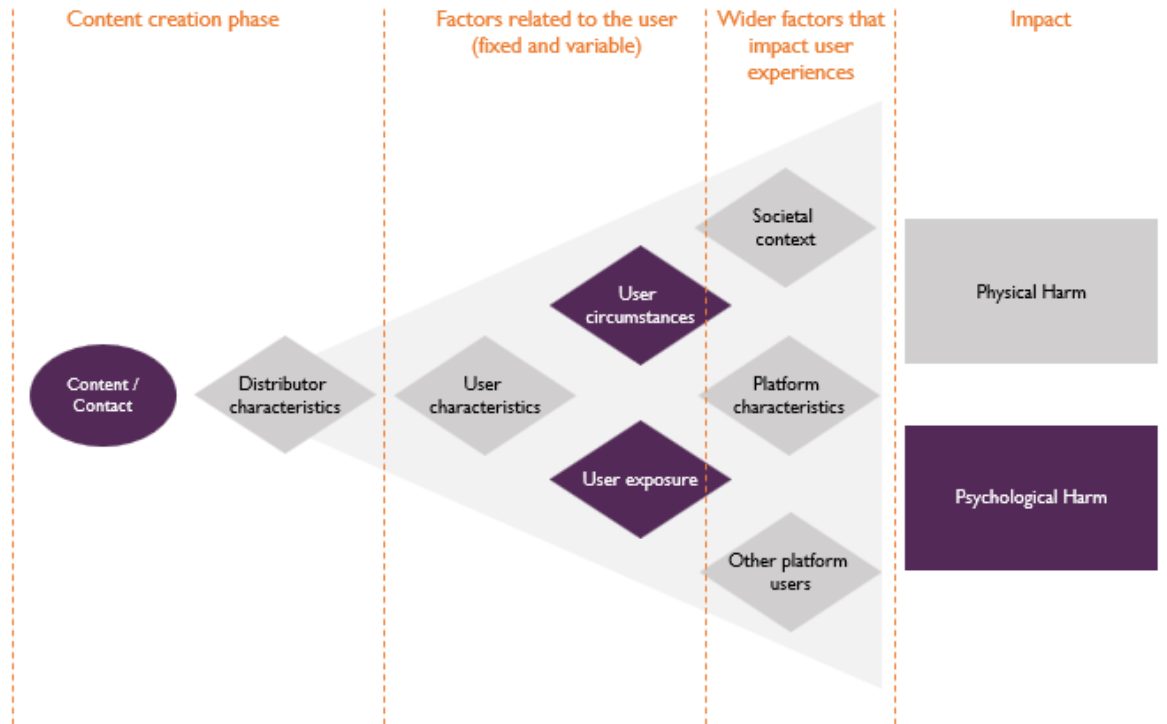 Content creation phase
Factors related to the user
(fixed and variable)
Wider factors that
impact user
experiences
Impact
Content /
Contact
Distributor
characteristics
User
characteristics
User
circumstances
User exposure
Societal
context
Platform
characteristics
Other platform
users
Physical Harm
Psychological Harm